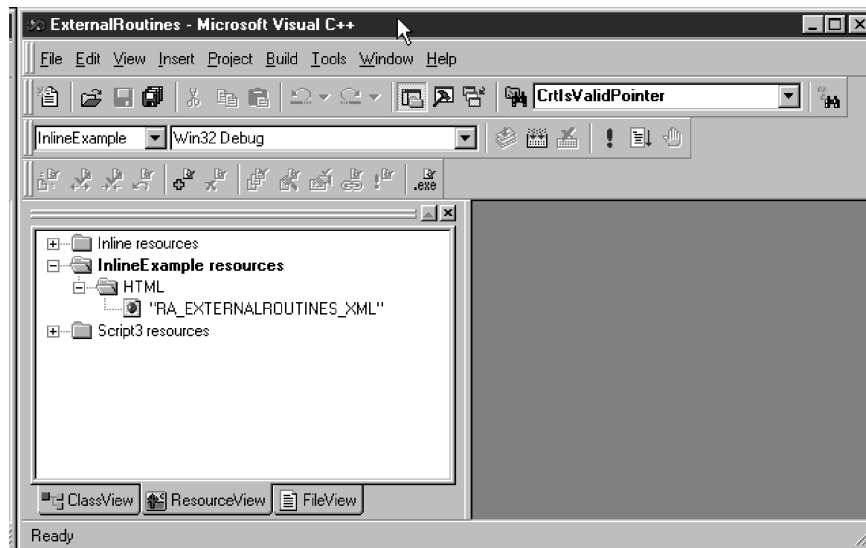 ExternalRoutines - Microsoft Visual C++
File Edit View Insert Project Build Tools Window Help
CrtIsValidPointer
InlineExample Win32 Debug
.exe
Inline resources
InlineExample resources
HTML
"RA_EXTERNALROUTINES_XML"
Script3 resources
ClassView ResourceView FileView
Ready